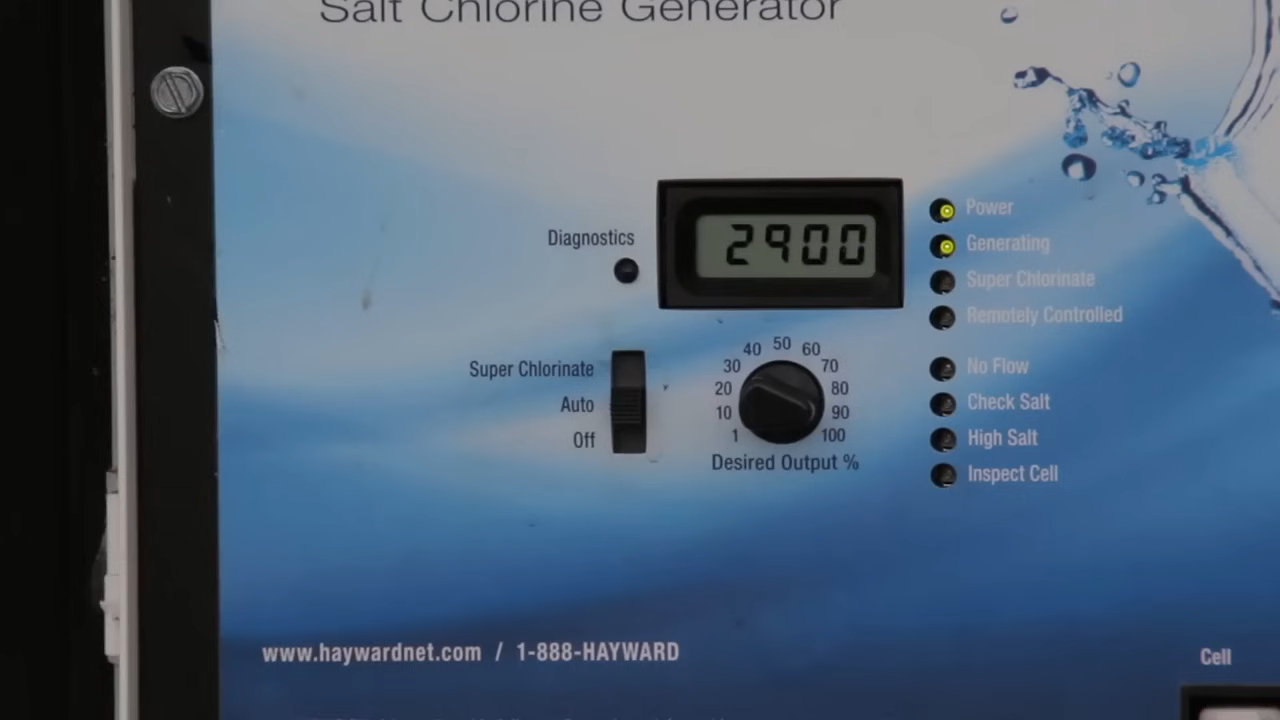 Salt Chlorine Generator
Diagnostics
2900
Power
Generating
Super Chlorinate
Remotely Controlled
No Flow
Check Salt
High Salt
Inspect Cell
Super Chlorinate
Auto
Off
1 10 20 30 40 50 60 70 80 90 100
Desired Output %
www.haywardnet.com / 1-888-HAYWARD
Cell